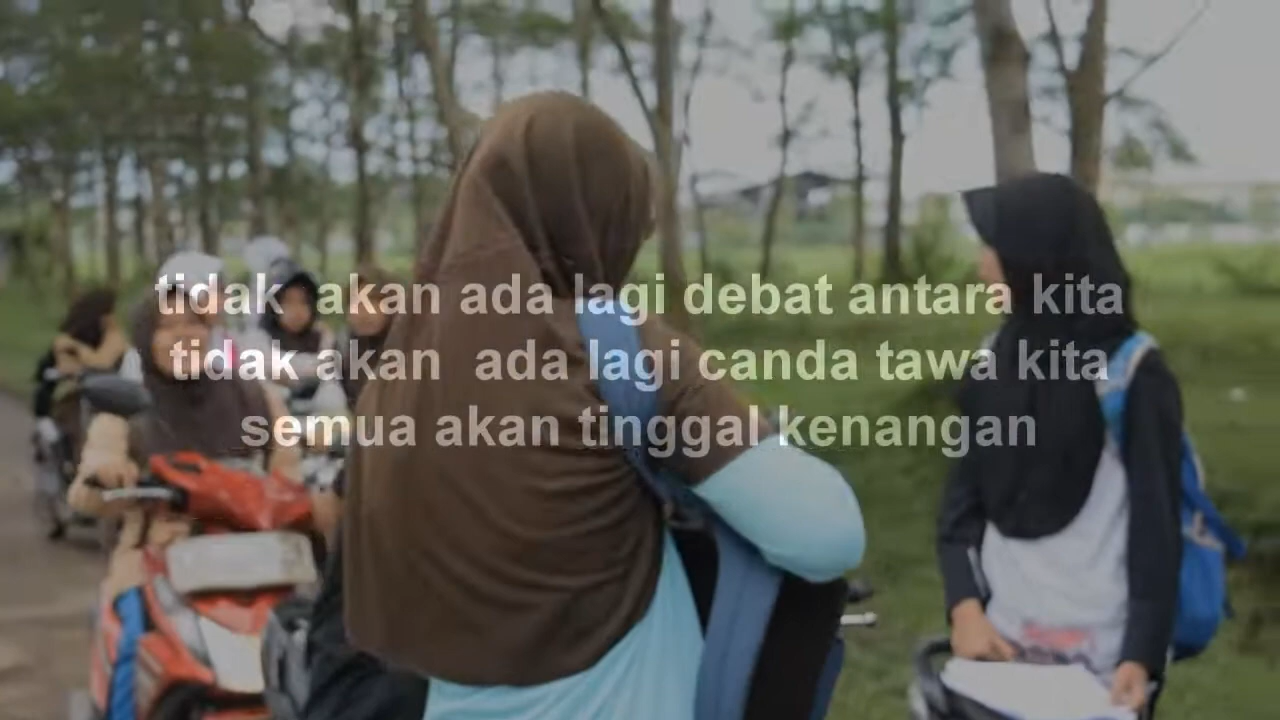 tidak akan ada lagi debat antara kita
tidak akan  ada lagi canda tawa kita
semua akan tinggal kenangan